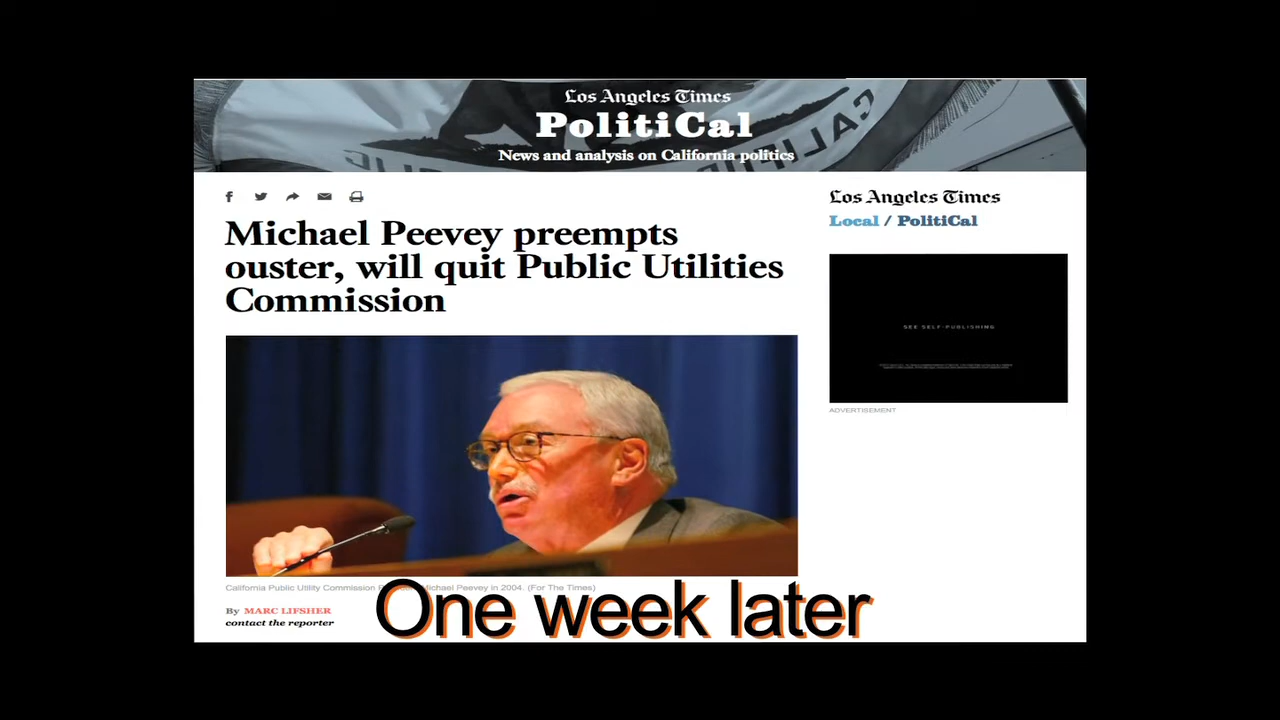 Los Angeles Times
PolitiCal
News and analysis on California politics
CALIF
Los Angeles Times
Local / PolitiCal
Michael Peevey preempts
ouster, will quit Public Utilities
Commission
SEE SELF-PUBLISHING
ADVERTISEMENT
California Public Utility Commission Michael Peevey in 2004. (For The Times)
By MARC LIFSHER
contact the reporter
One week later